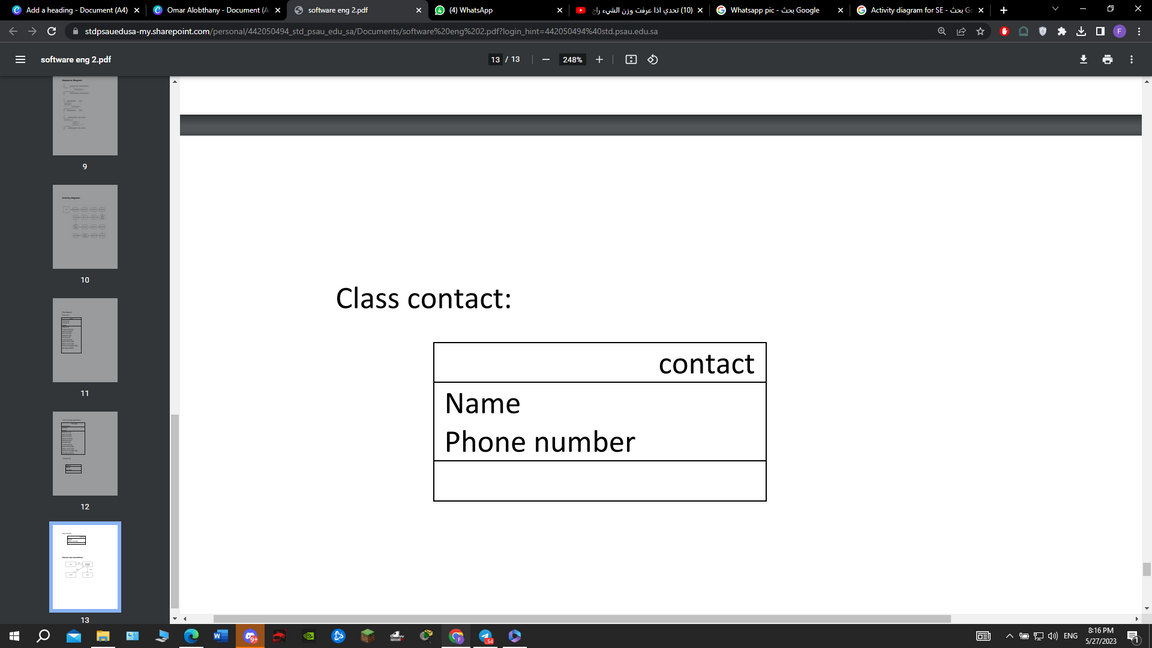 Add a heading - Document (A4)
Omar Alobthany - Document (A
software eng 2.pdf
(4) WhatsApp
(10) تحدي اذا عرفت وزن الشيء راح
Whatsapp pic - بحث Google
Activity diagram for SE - بحث G
stdpsauedusa-my.sharepoint.com/personal/442050494_std_psau_edu_sa/Documents/software%20eng%202.pdf?login_hint=442050494%40std.psau.edu.sa
F
software eng 2.pdf
13 / 13
248%
9
10
11
12
13
Class contact:
contact
Name
Phone number
ENG
8:16 PM
5/27/2023